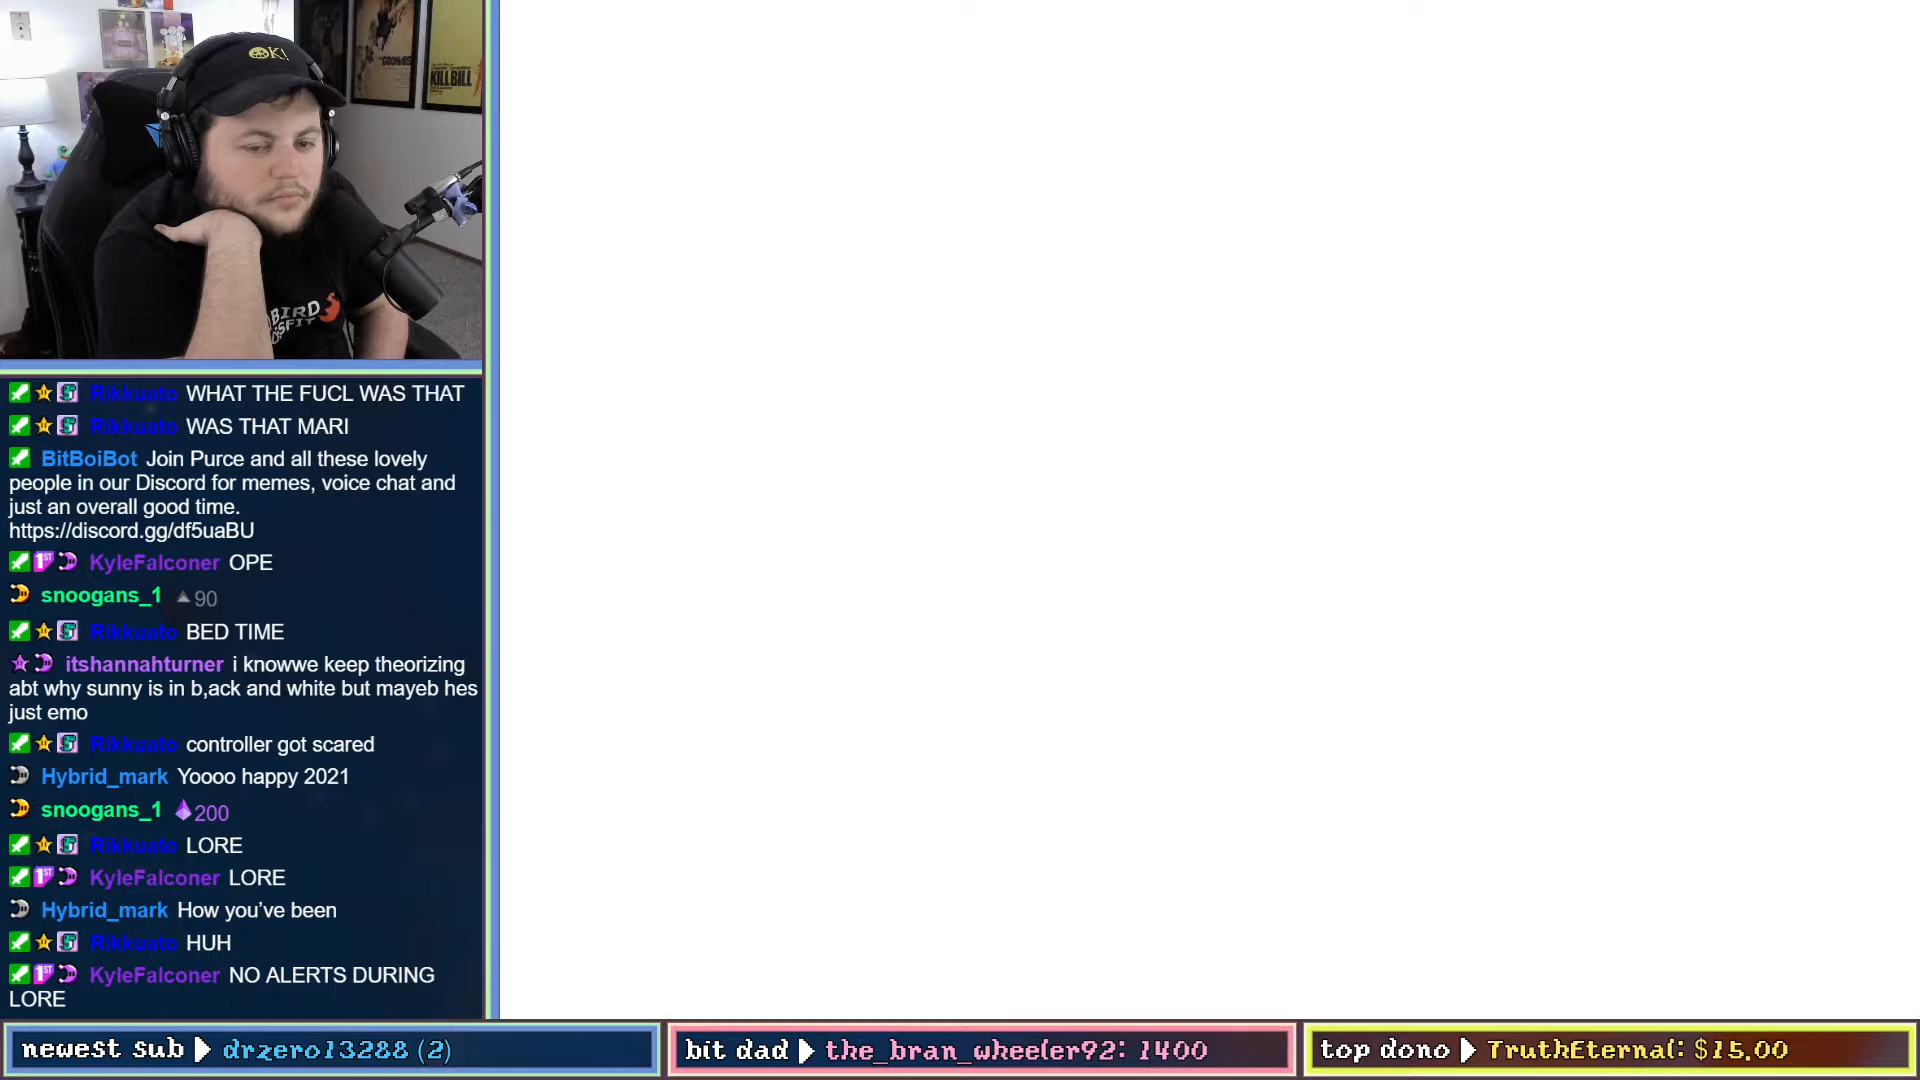 OK!
KILL BILL
BIRD
Rikkuato WHAT THE FUCL WAS THAT
Rikkuato WAS THAT MARI
BitBoiBot Join Purce and all these lovely
people in our Discord for memes, voice chat and
just an overall good time.
https://discord.gg/df5uaBU
1ST KyleFalconer OPE
snoogans_1 90
Rikkuato BED TIME
itshannahturner i knowwe keep theorizing
abt why sunny is in b,ack and white but mayeb hes
just emo
Rikkuato controller got scared
Hybrid_mark Yoooo happy 2021
snoogans_1 200
Rikkuato LORE
1ST KyleFalconer LORE
Hybrid_mark How you've been
Rikkuato HUH
1ST KyleFalconer NO ALERTS DURING
LORE
newest sub drzero13288 (2)
bit dad the_bran_wheeler92: 1400
top dono TruthEternal: $15.00